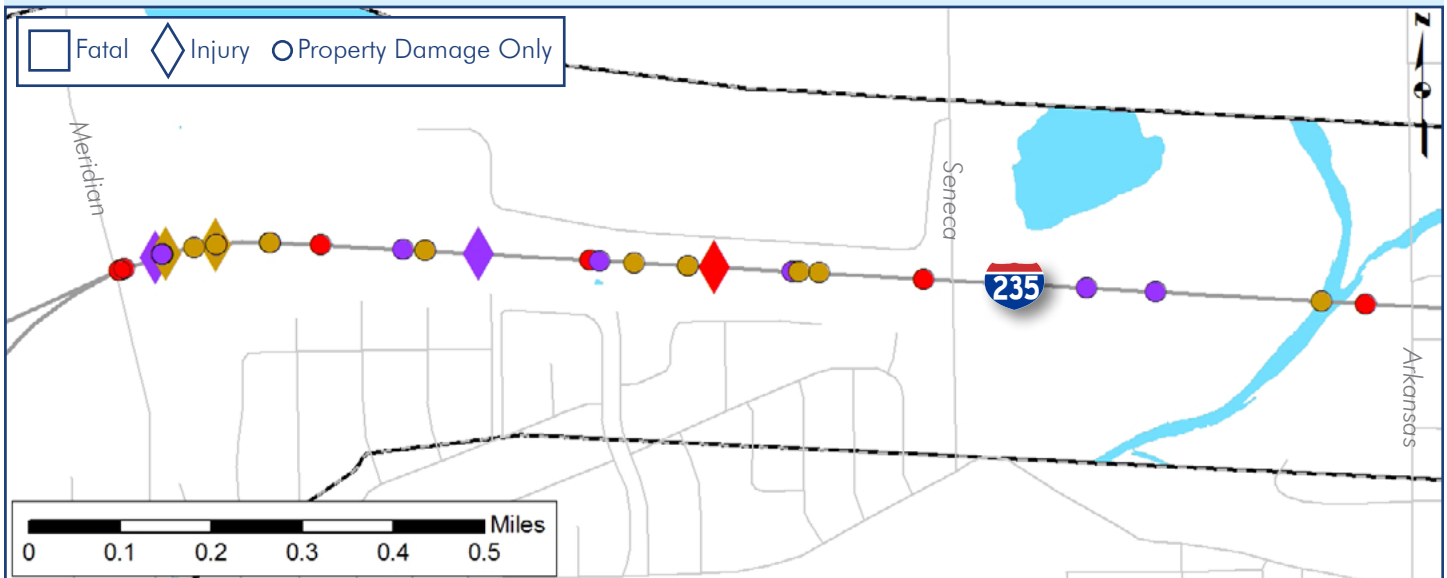 Fatal Injury Property Damage Only
N
Meridian
Seneca
235
Arkansas
Miles
0 0.1 0.2 0.3 0.4 0.5